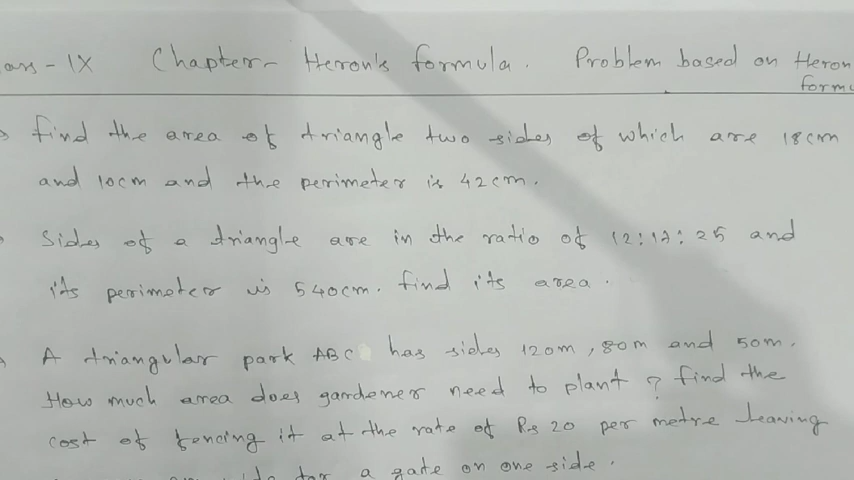 ass - IX Chapter - Heron's formula. Problem based on Heron
formu
find the area of triangle two sides of which are 18cm
and 10cm and the perimeter is 42cm.
Sides of a triangle are in the ratio of 12:17:25 and
its perimeter is 540cm. find its area.
A triangular park ABC has sides 120m, 80m and 50m.
How much area does gardener need to plant? find the
cost of fencing it at the rate of Rs 20 per metre leaving
for a gate on one side.